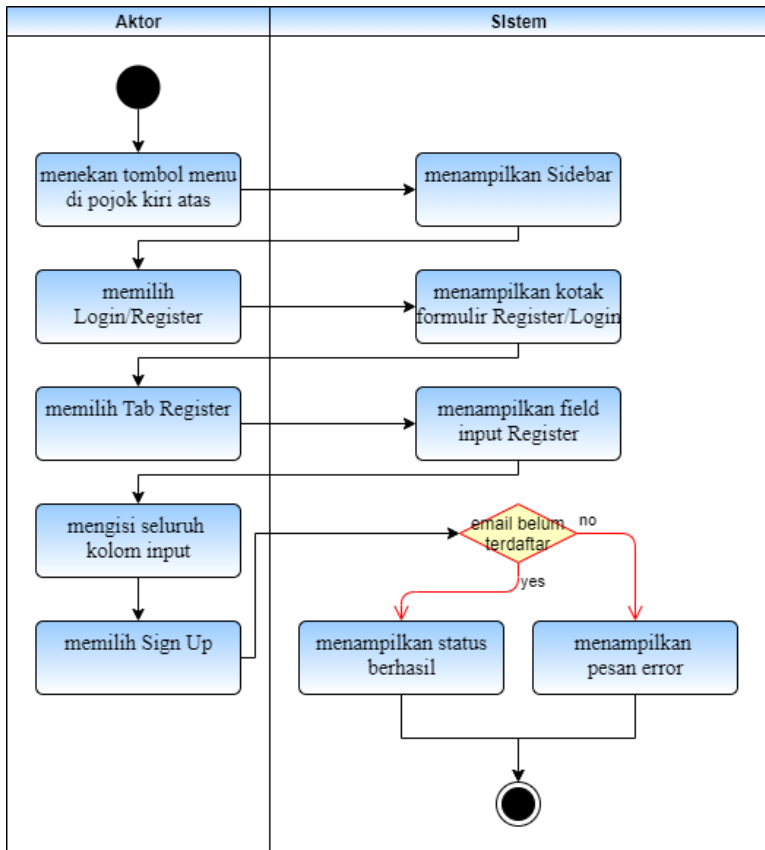 Aktor
SIstem
menekan tombol menu
di pojok kiri atas
menampilkan Sidebar
memilih
Login/Register
menampilkan kotak
formulir Register/Login
memilih Tab Register
menampilkan field
input Register
mengisi seluruh
kolom input
email belum
terdaftar
no
yes
memilih Sign Up
menampilkan status
berhasil
menampilkan
pesan error